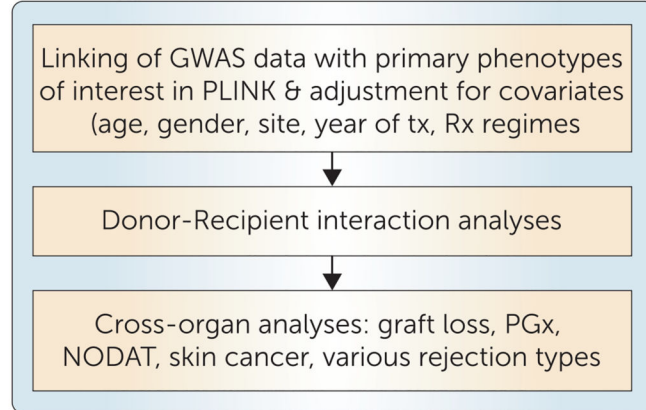 Linking of GWAS data with primary phenotypes
of interest in PLINK & adjustment for covariates
(age, gender, site, year of tx, Rx regimes
Donor-Recipient interaction analyses
Cross-organ analyses: graft loss, PGx,
NODAT, skin cancer, various rejection types